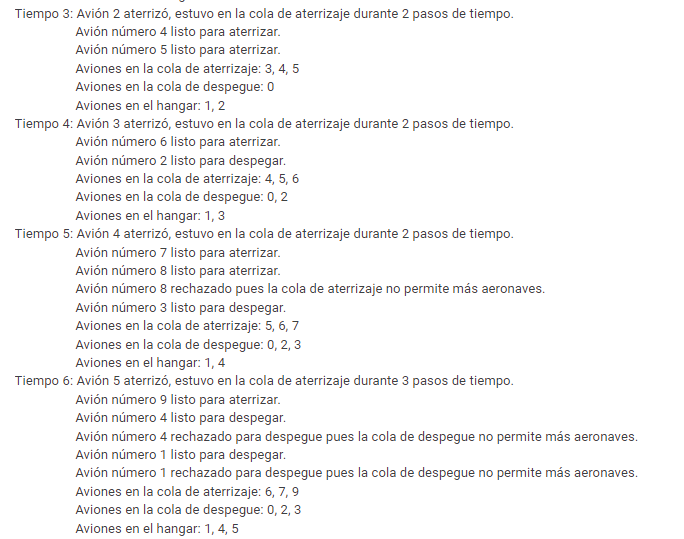 Tiempo 3: Avión 2 aterrizó, estuvo en la cola de aterrizaje durante 2 pasos de tiempo.
Avión número 4 listo para aterrizar.
Avión número 5 listo para aterrizar.
Aviones en la cola de aterrizaje: 3, 4, 5
Aviones en la cola de despegue: 0
Aviones en el hangar: 1, 2
Tiempo 4: Avión 3 aterrizó, estuvo en la cola de aterrizaje durante 2 pasos de tiempo.
Avión número 6 listo para aterrizar.
Avión número 2 listo para despegar.
Aviones en la cola de aterrizaje: 4, 5, 6
Aviones en la cola de despegue: 0, 2
Aviones en el hangar: 1, 3
Tiempo 5: Avión 4 aterrizó, estuvo en la cola de aterrizaje durante 2 pasos de tiempo.
Avión número 7 listo para aterrizar.
Avión número 8 listo para aterrizar.
Avión número 8 rechazado pues la cola de aterrizaje no permite más aeronaves.
Avión número 3 listo para despegar.
Aviones en la cola de aterrizaje: 5, 6, 7
Aviones en la cola de despegue: 0, 2, 3
Aviones en el hangar: 1, 4
Tiempo 6: Avión 5 aterrizó, estuvo en la cola de aterrizaje durante 3 pasos de tiempo.
Avión número 9 listo para aterrizar.
Avión número 4 listo para despegar.
Avión número 4 rechazado para despegue pues la cola de despegue no permite más aeronaves.
Avión número 1 listo para despegar.
Avión número 1 rechazado para despegue pues la cola de despegue no permite más aeronaves.
Aviones en la cola de aterrizaje: 6, 7, 9
Aviones en la cola de despegue: 0, 2, 3
Aviones en el hangar: 1, 4, 5